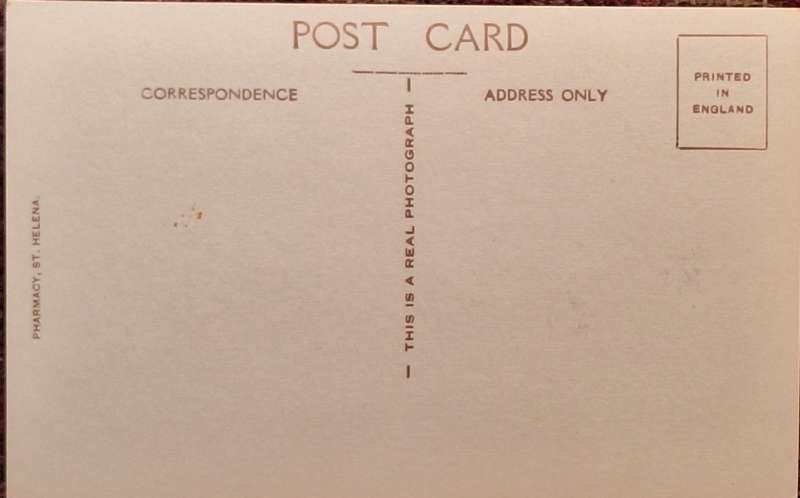 POST CARD
CORRESPONDENCE
ADDRESS ONLY
PRINTED
IN
ENGLAND
THIS IS A REAL PHOTOGRAPH
PHARMACY, ST. HELENA.